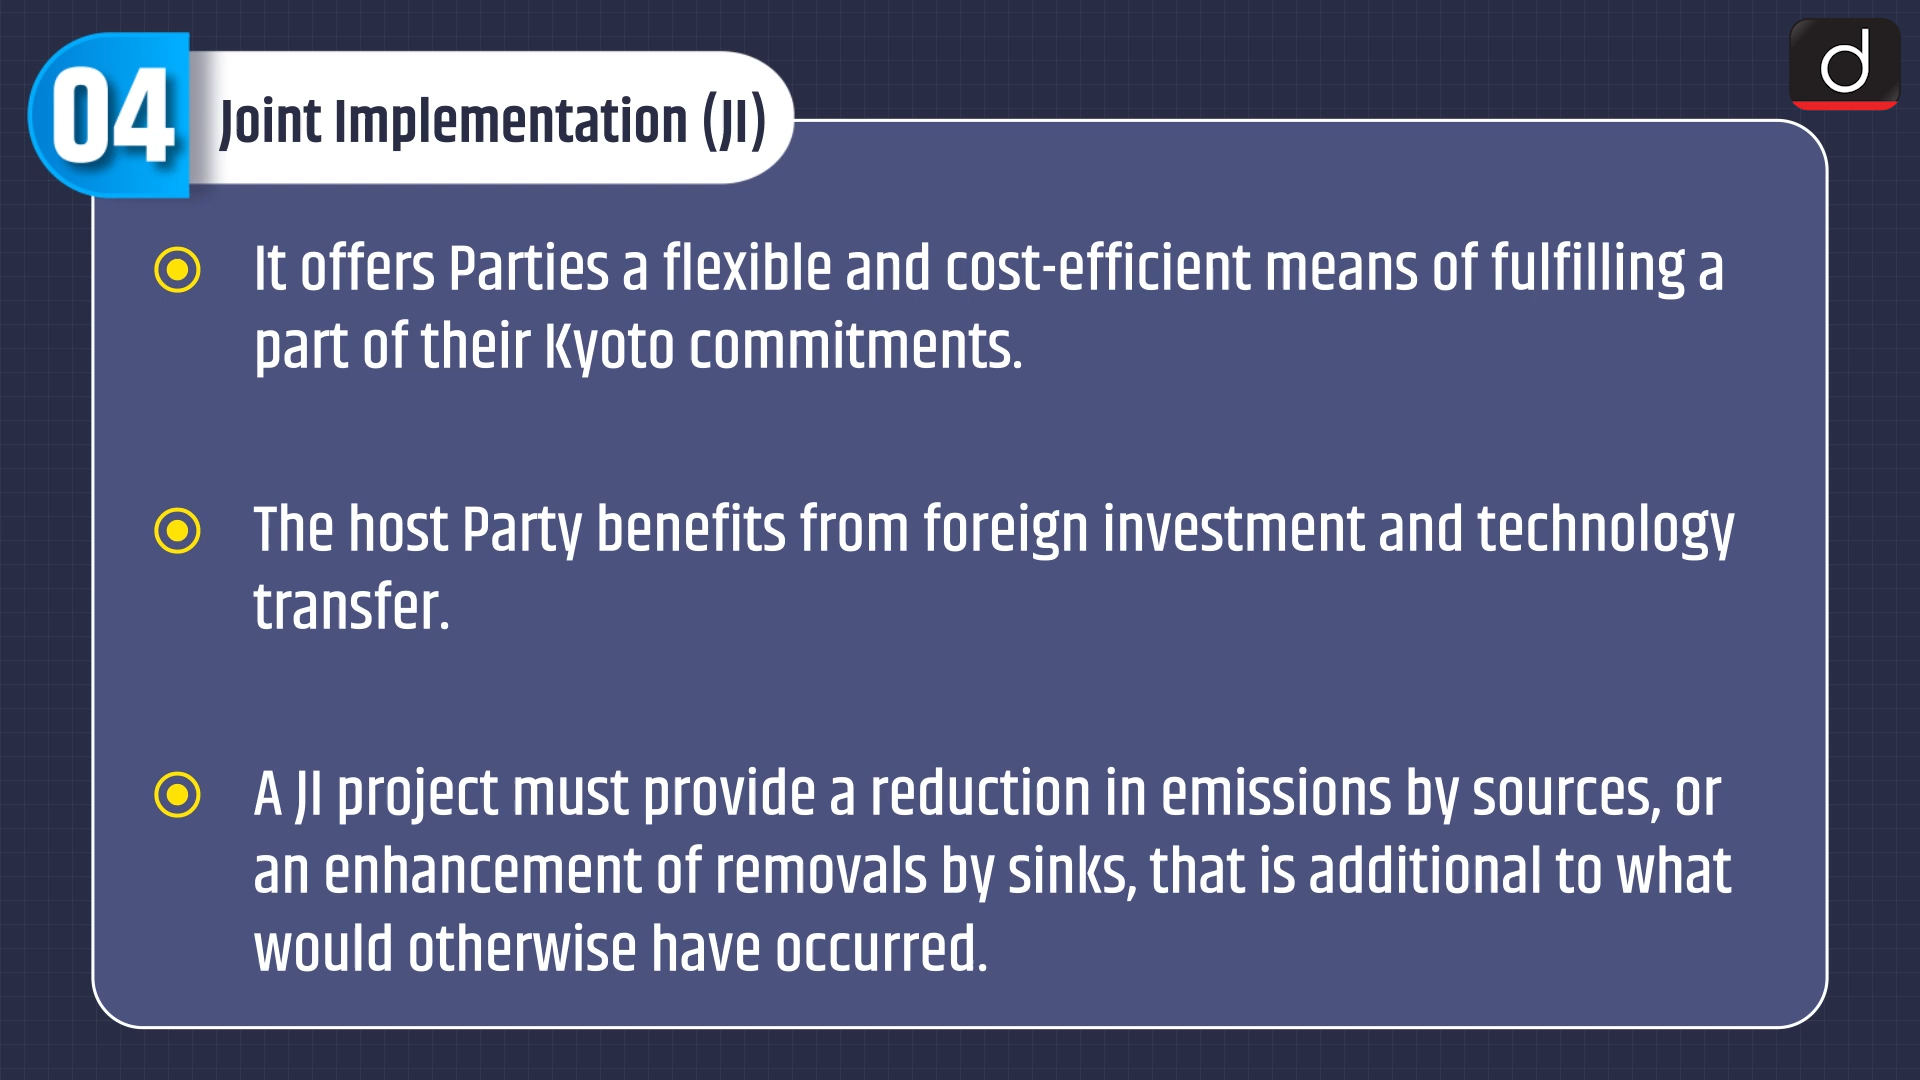 04
Joint Implementation (JI)
d
It offers Parties a flexible and cost-efficient means of fulfilling a
part of their Kyoto commitments.
The host Party benefits from foreign investment and technology
transfer.
A JI project must provide a reduction in emissions by sources, or
an enhancement of removals by sinks, that is additional to what
would otherwise have occurred.